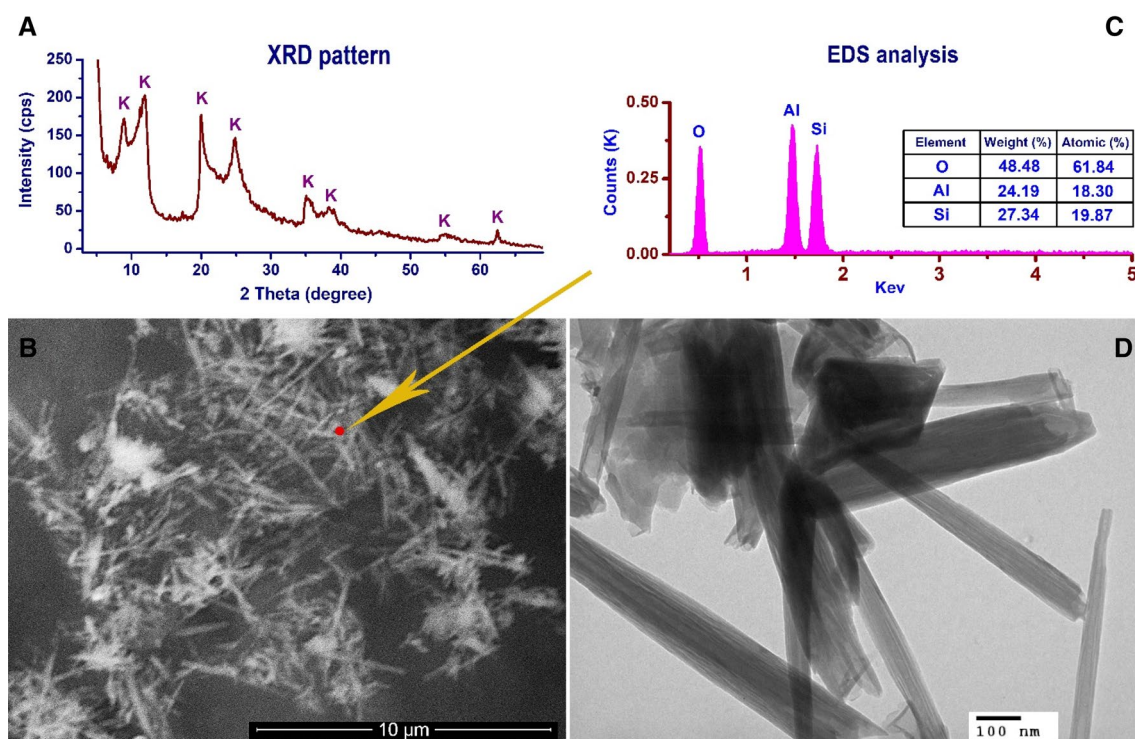 A
XRD pattern
250
200
150
100
50
0
Intensity (cps)
K
K
K
K
K
K
K
K
10 20 30 40 50 60
2 Theta (degree)
C
EDS analysis
0.50
0.25
0.00
Counts (K)
O
Al
Si
1 2 3 4 5
Kev
Element Weight (%) Atomic (%)
O 48.48 61.84
Al 24.19 18.30
Si 27.34 19.87
B
10 µm
D
100 nm